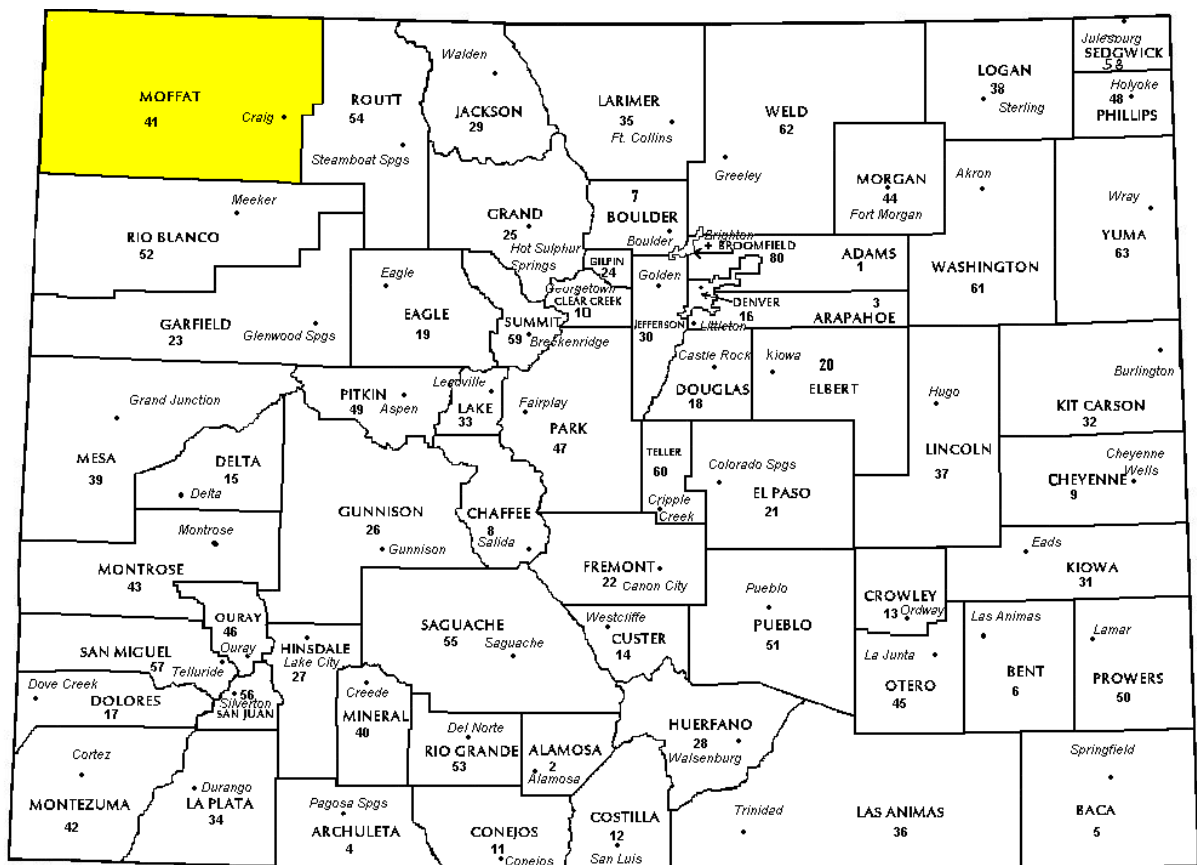 MOFFAT
41
Craig
ROUTT
54
Steamboat Spgs
Walden
JACKSON
29
LARIMER
35
Ft. Collins
WELD
62
Greeley
LOGAN
38
Sterling
Julesburg
SEDGWICK
58
Holyoke
48
PHILLIPS
Meeker
RIO BLANCO
52
GRAND
25
Hot Sulphur
Springs
7
BOULDER
Boulder
MORGAN
44
Fort Morgan
Akron
WASHINGTON
61
Wray
YUMA
63
Brighton
+ BROOMFIELD
80
ADAMS
1
GILPIN
24
Golden
JEFFERSON
30
Georgetown
CLEAR CREEK
10
DENVER
16
3
ARAPAHOE
Littleton
GARFIELD
23
Glenwood Spgs
Eagle
EAGLE
19
SUMMIT
59
Breckenridge
Castle Rock
DOUGLAS
18
Kiowa
20
ELBERT
Hugo
LINCOLN
37
Burlington
KIT CARSON
32
Grand Junction
MESA
39
PITKIN
49
Aspen
Leadville
LAKE
33
Fairplay
PARK
47
TELLER
60
Cripple
Creek
Colorado Spgs
EL PASO
21
Cheyenne
Wells
CHEYENNE
9
DELTA
15
Delta
GUNNISON
26
Gunnison
CHAFFEE
8
Salida
Montrose
MONTROSE
43
FREMONT
22
Canon City
Pueblo
PUEBLO
51
CROWLEY
13
Ordway
Eads
KIOWA
31
OURAY
46
Ouray
HINSDALE
Lake City
27
SAGUACHE
55
Saguache
Westcliffe
CUSTER
14
La Junta
OTERO
45
Las Animas
BENT
6
Lamar
PROWERS
50
SAN MIGUEL
57
Telluride
Dove Creek
DOLORES
17
56
Silverton
SAN JUAN
Creede
MINERAL
40
Del Norte
RIO GRANDE
53
ALAMOSA
2
Alamosa
HUERFANO
28
Walsenburg
Cortez
MONTEZUMA
42
Durango
LA PLATA
34
Pagosa Spgs
ARCHULETA
4
CONEJOS
11
Conejos
COSTILLA
12
San Luis
Trinidad
LAS ANIMAS
36
Springfield
BACA
5